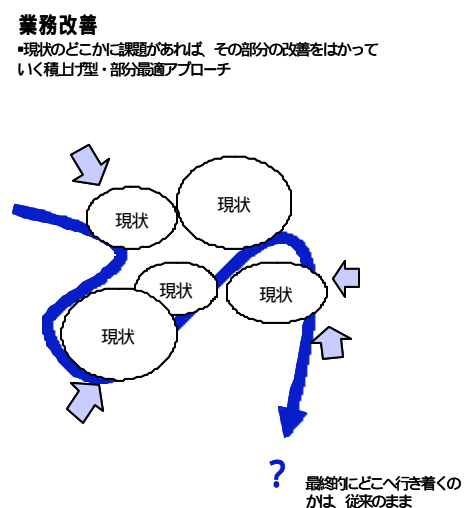 業務改善
▪現状のどこかに課題があれば、その部分の改善をはかって
いく積上げ型・部分最適アプローチ
現状
現状
現状
現状
現状
?
最終的にどこへ行き着くの
かは、従来のまま